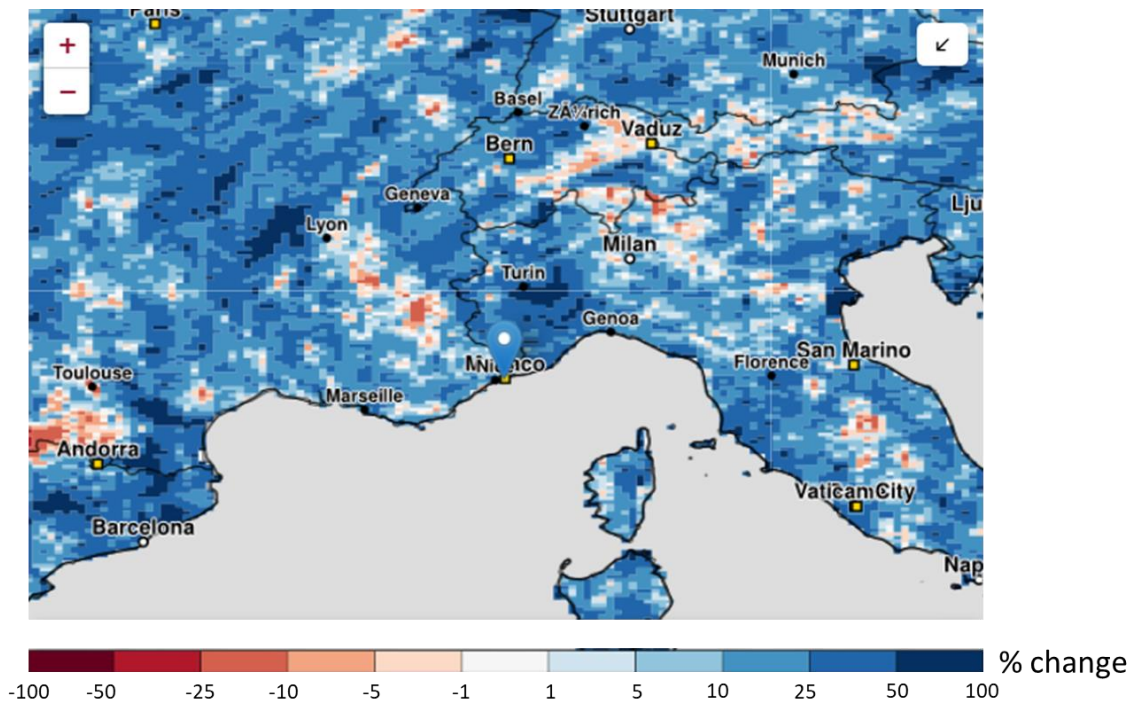 Paris
Stuttgart
+
−
Munich
Basel
ZÃ¼rich
Vaduz
Bern
Geneva
Lju
Lyon
Milan
Turin
Genoa
San Marino
Florence
Toulouse
Marseille
Andorra
Vatican City
Barcelona
Nap
% change
-100 -50 -25 -10 -5 -1 1 5 10 25 50 100